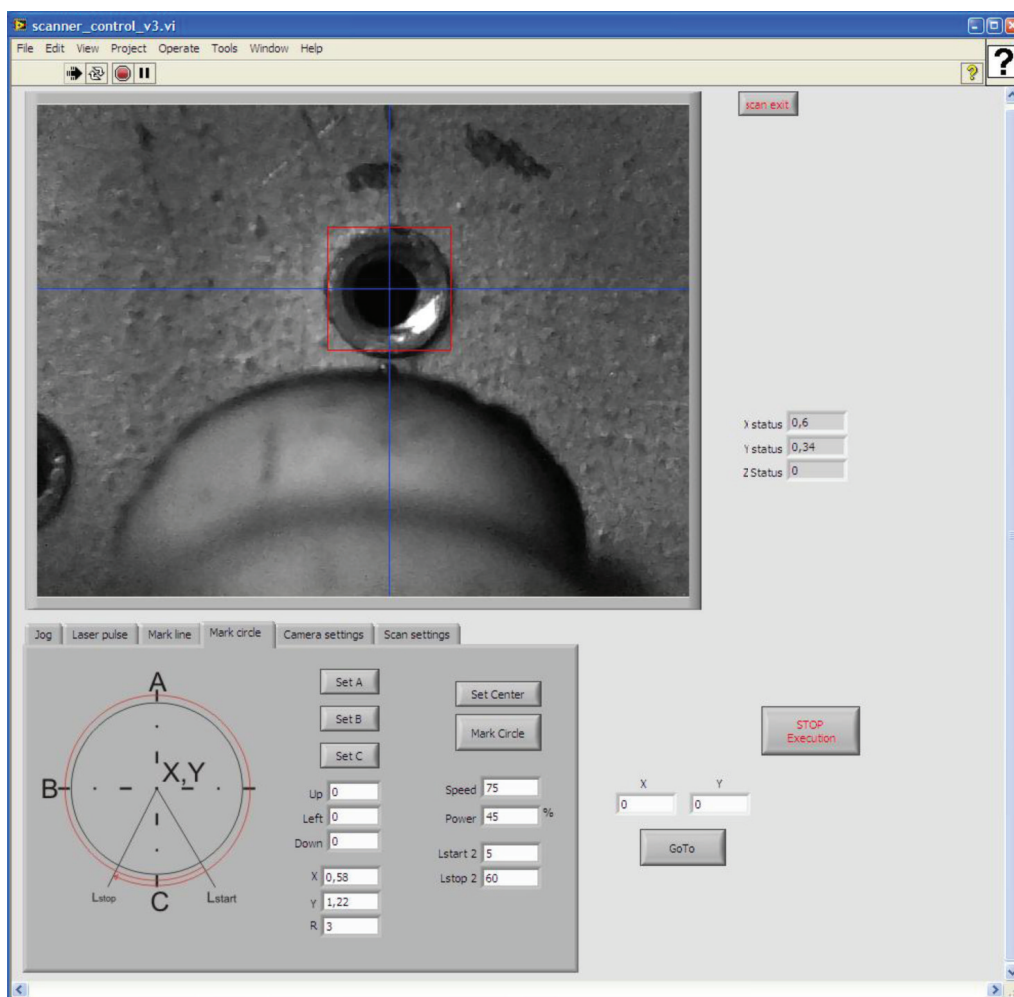 scanner_control_v3.vi
File Edit View Project Operate Tools Window Help
? ?
scan exit
X status 0,6
Y status 0,34
Z Status 0
Jog Laser pulse Mark line Mark circle Camera settings Scan settings
A
B
X,Y
Lstop
C
Lstart
Set A
Set B
Set C
Up 0
Left 0
Down 0
X 0,58
Y 1,22
R 3
Set Center
Mark Circle
Speed 75
Power 45 %
Lstart 2 5
Lstop 2 60
STOP
Execution
X Y
0 0
GoTo